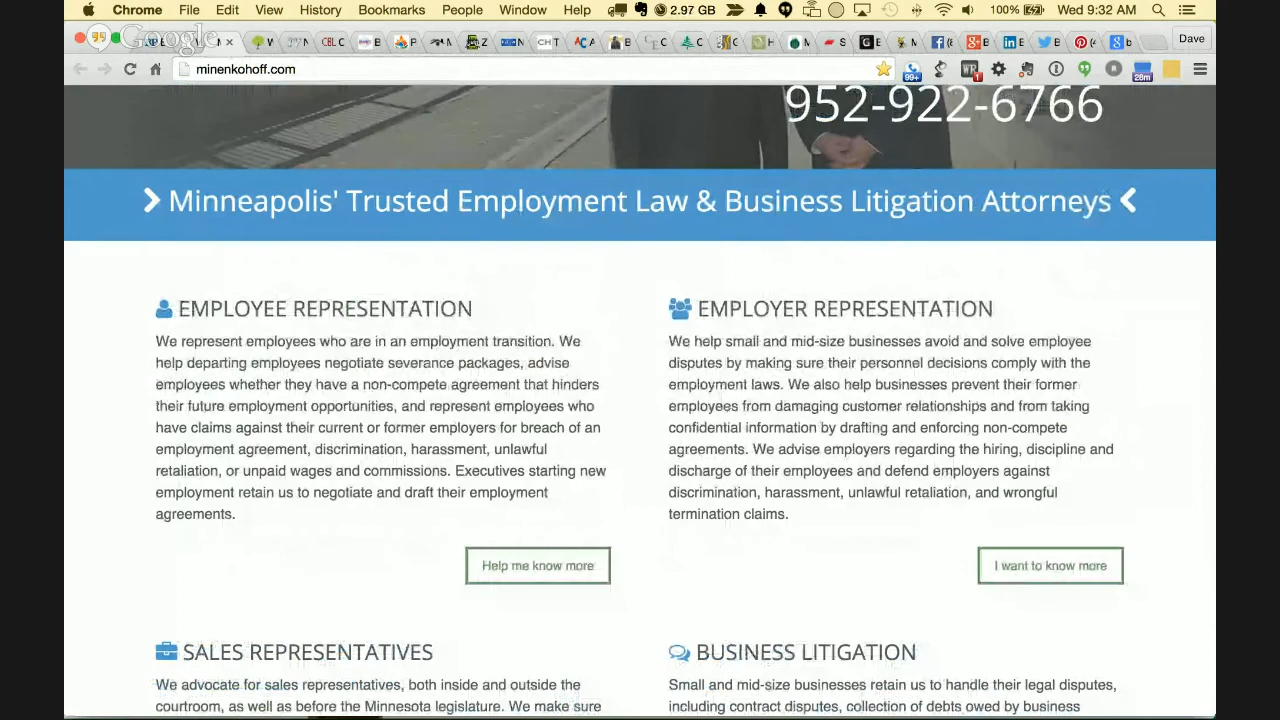 Chrome File Edit View History Bookmarks People Window Help 2.97 GB 100% Wed 9:32 AM
Google
Dave
minenkohoff.com
99+ 1 28m
952-922-6766
Minneapolis' Trusted Employment Law & Business Litigation Attorneys
EMPLOYEE REPRESENTATION
We represent employees who are in an employment transition. We
help departing employees negotiate severance packages, advise
employees whether they have a non-compete agreement that hinders
their future employment opportunities, and represent employees who
have claims against their current or former employers for breach of an
employment agreement, discrimination, harassment, unlawful
retaliation, or unpaid wages and commissions. Executives starting new
employment retain us to negotiate and draft their employment
agreements.
Help me know more
EMPLOYER REPRESENTATION
We help small and mid-size businesses avoid and solve employee
disputes by making sure their personnel decisions comply with the
employment laws. We also help businesses prevent their former
employees from damaging customer relationships and from taking
confidential information by drafting and enforcing non-compete
agreements. We advise employers regarding the hiring, discipline and
discharge of their employees and defend employers against
discrimination, harassment, unlawful retaliation, and wrongful
termination claims.
I want to know more
SALES REPRESENTATIVES
We advocate for sales representatives, both inside and outside the
courtroom, as well as before the Minnesota legislature. We make sure
BUSINESS LITIGATION
Small and mid-size businesses retain us to handle their legal disputes,
including contract disputes, collection of debts owed by business